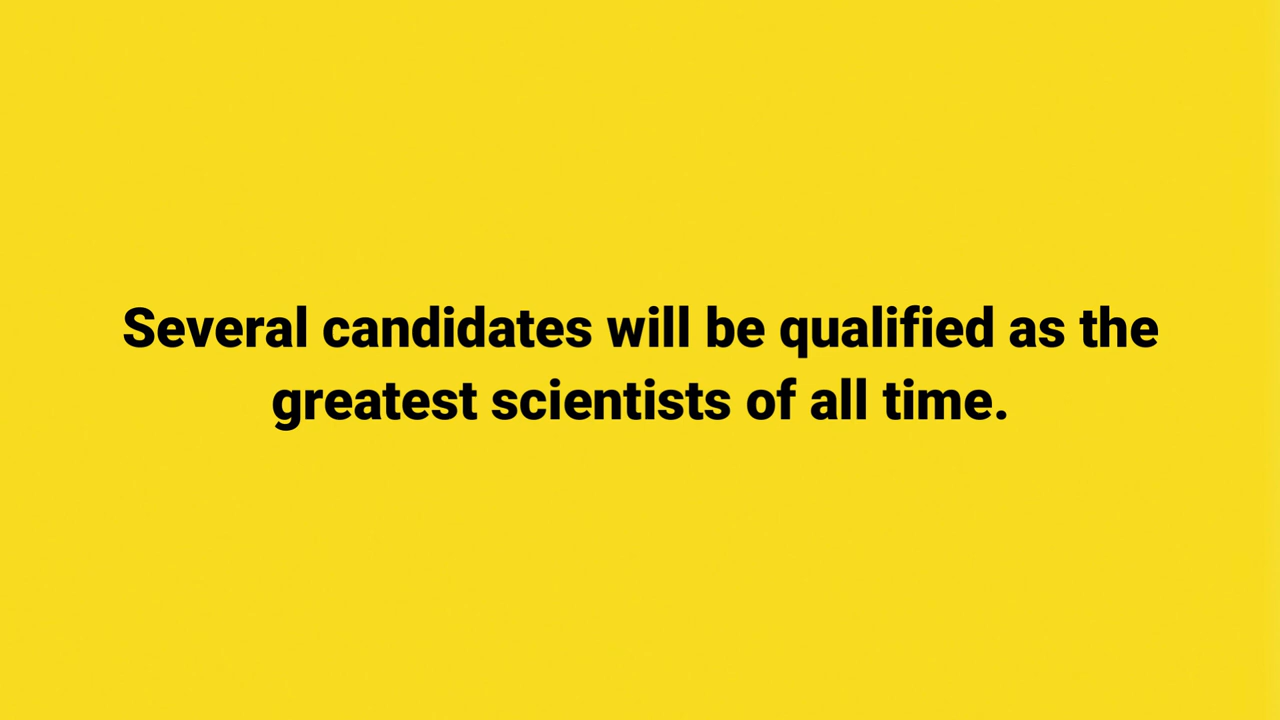 Several candidates will be qualified as the
greatest scientists of all time.